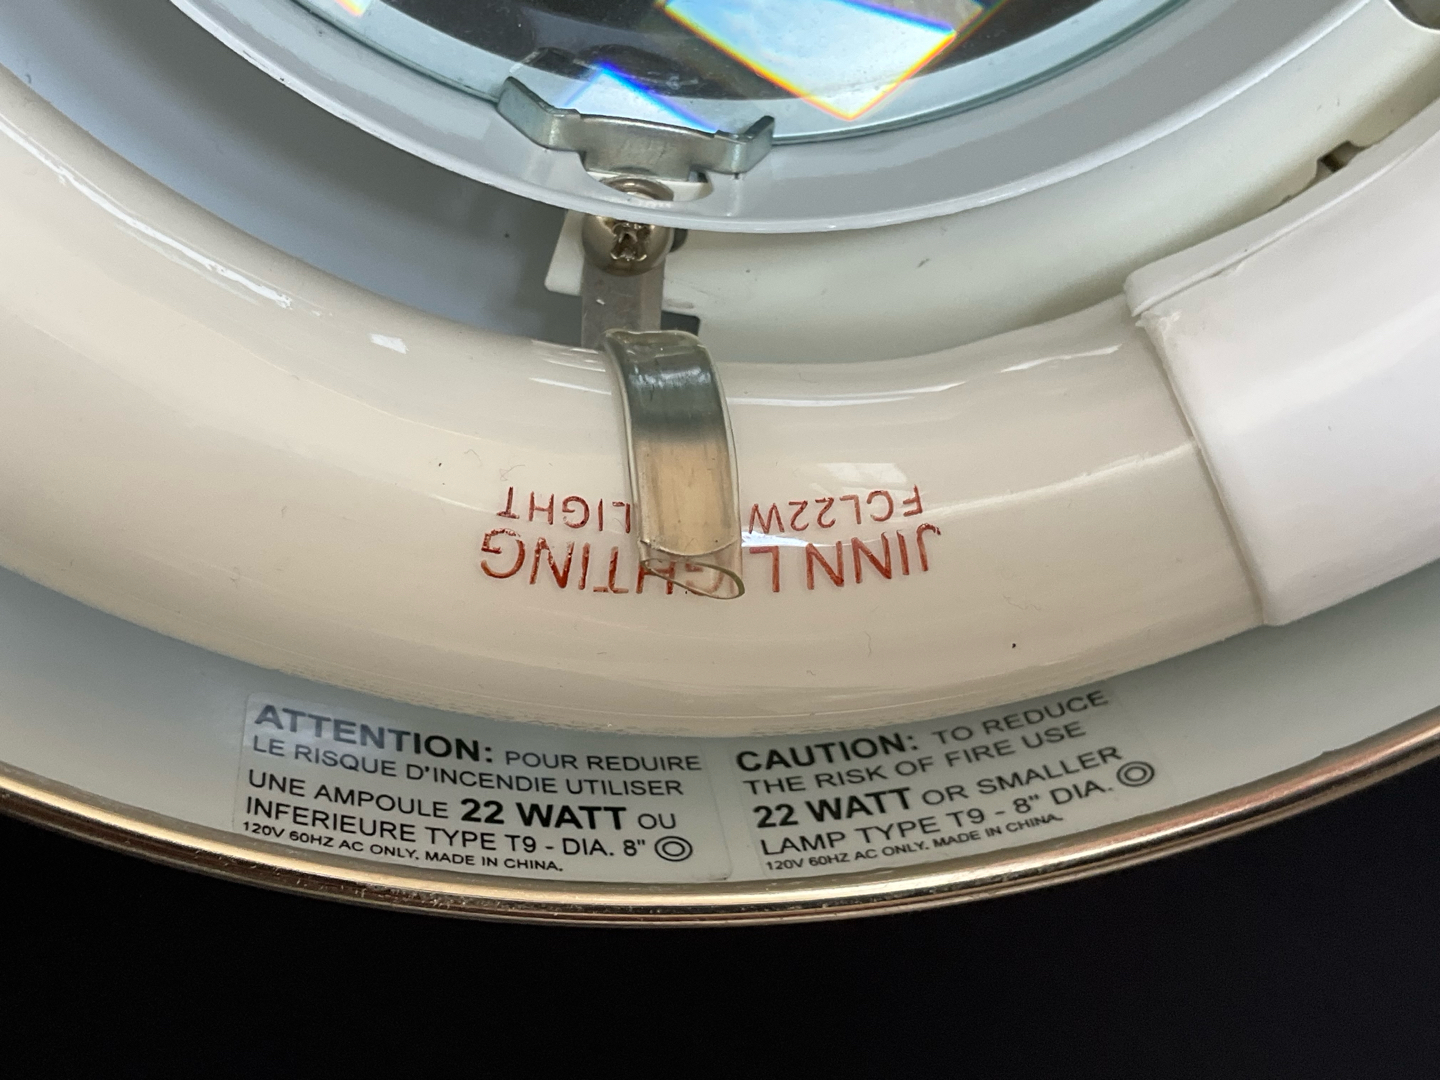 JINN LIGHTING
FCL22W LIGHT
ATTENTION: POUR REDUIRE
LE RISQUE D'INCENDIE UTILISER
UNE AMPOULE 22 WATT OU
INFERIEURE TYPE T9 - DIA. 8"
120V 60HZ AC ONLY. MADE IN CHINA.
CAUTION: TO REDUCE
THE RISK OF FIRE USE
22 WATT OR SMALLER
LAMP TYPE T9 - 8" DIA.
120V 60HZ AC ONLY. MADE IN CHINA.